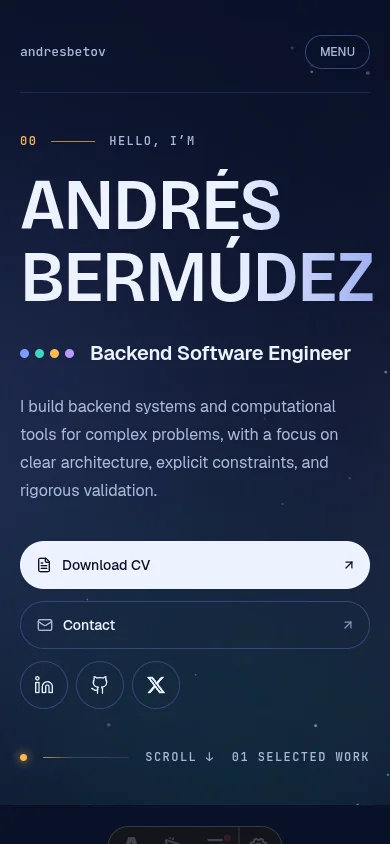 andresbetov
MENU
00 HELLO, I’M
ANDRÉS
BERMÚDEZ
Backend Software Engineer
I build backend systems and computational
tools for complex problems, with a focus on
clear architecture, explicit constraints, and
rigorous validation.
Download CV
Contact
SCROLL ↓ 01 SELECTED WORK